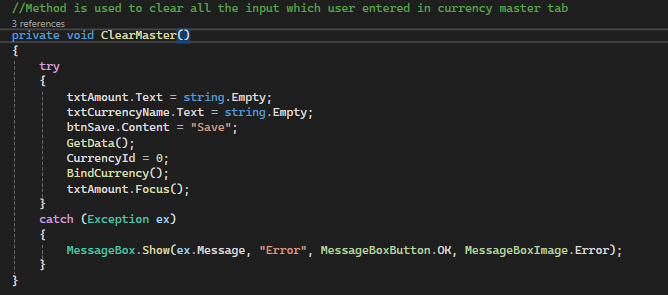 //Method is used to clear all the input which user entered in currency master tab
3 references
private void ClearMaster()
{
try
{
txtAmount.Text = string.Empty;
txtCurrencyName.Text = string.Empty;
btnSave.Content = "Save";
GetData();
CurrencyId = 0;
BindCurrency();
txtAmount.Focus();
}
catch (Exception ex)
{
MessageBox.Show(ex.Message, "Error", MessageBoxButton.OK, MessageBoxImage.Error);
}
}